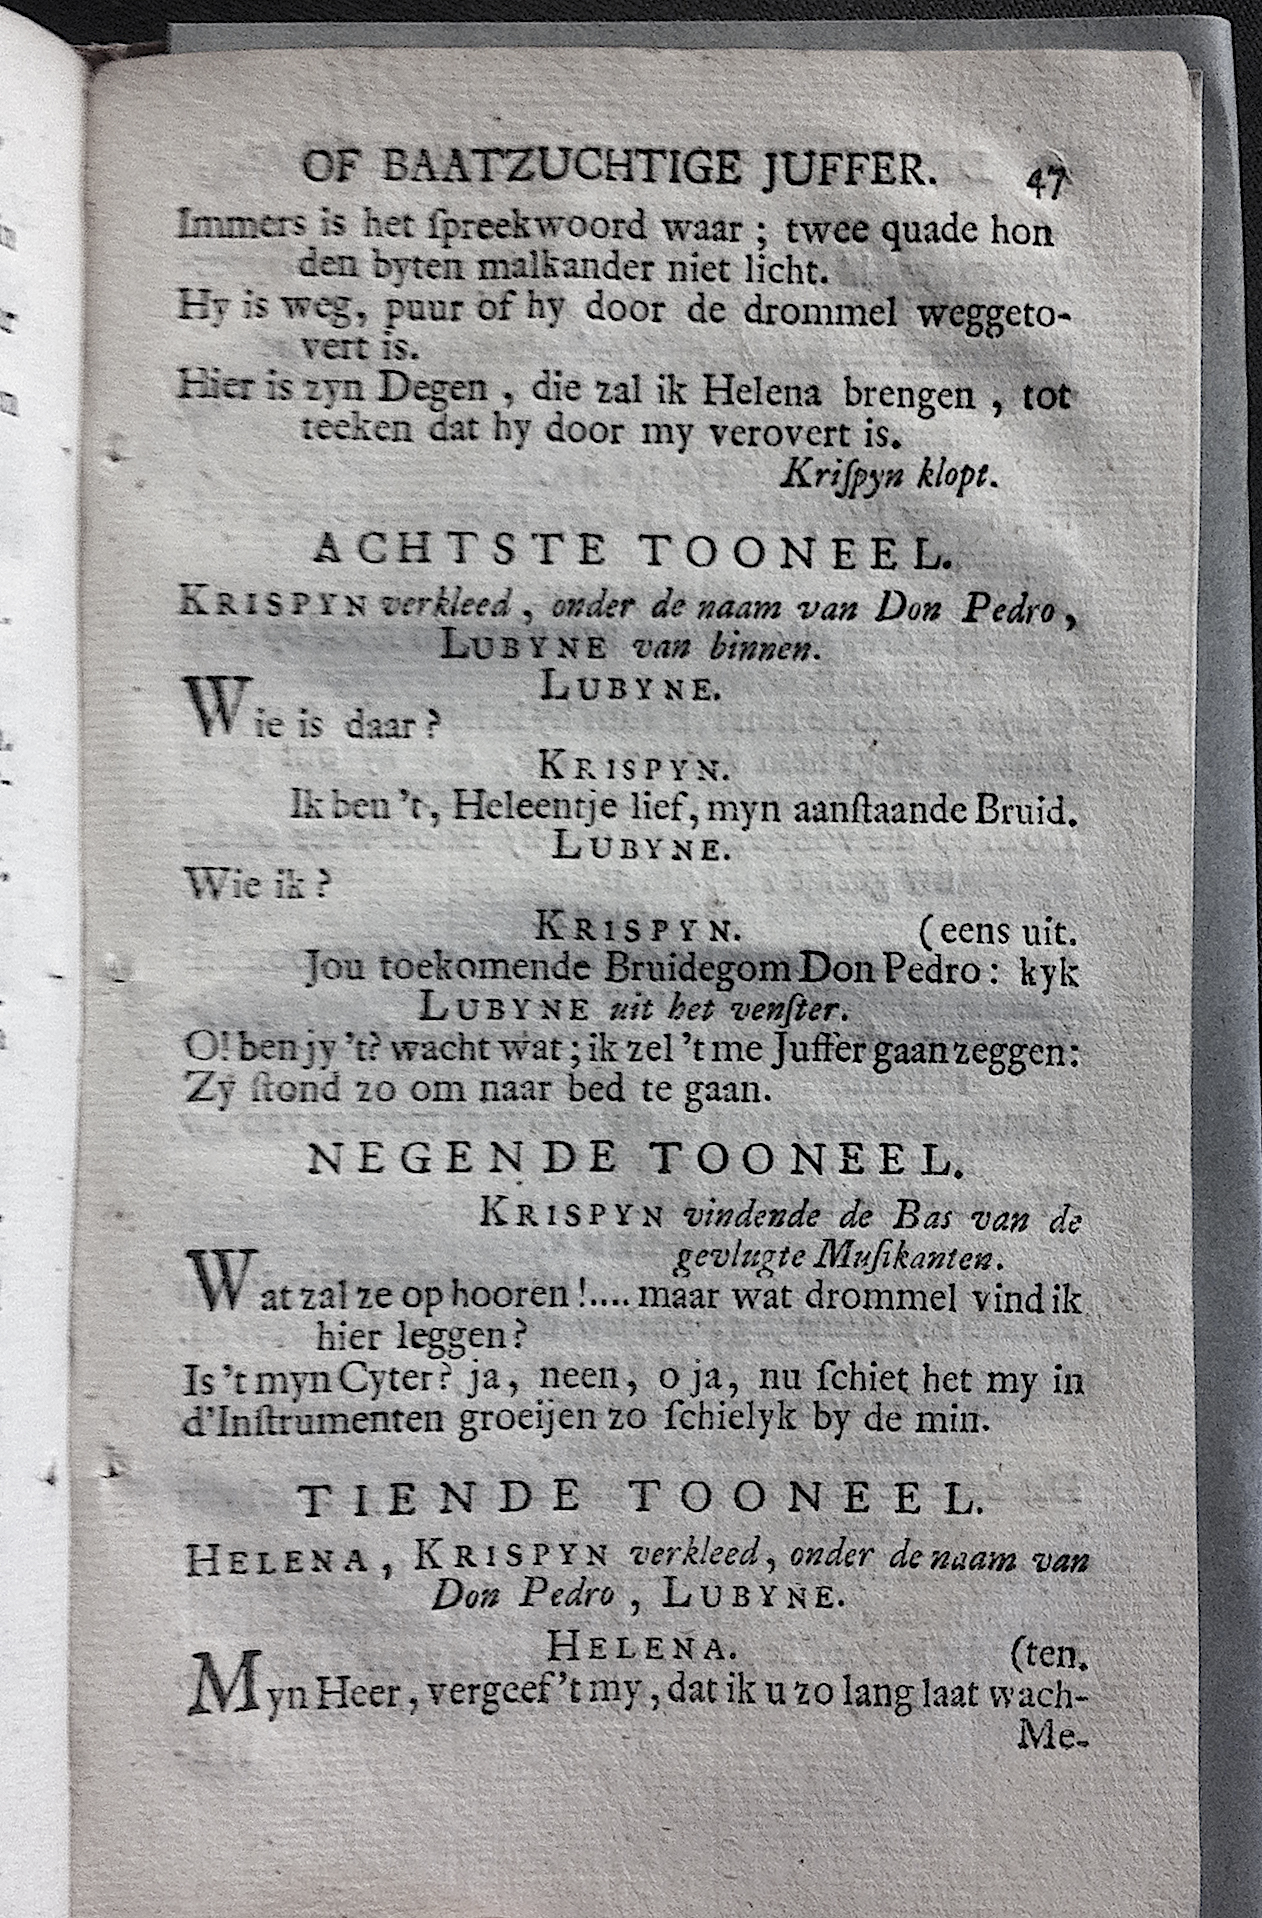 OF BAATZUCHTIGE JUFFER. 47
Immers is het ſpreekwoord waar ; twee quade hon
den byten malkander niet licht.
Hy is weg, puur of hy door de drommel weggeto-
vert is.
Hier is zyn Degen , die zal ik Helena brengen , tot
teeken dat hy door my verovert is.
Kriſpyn klopt.
ACHTSTE TOONEEL.
KRISPYN verkleed , onder de naam van Don Pedro ,
LUBYNE van binnen.
LUBYNE.
Wie is daar?
KRISPYN.
Ik ben 't, Heleentje lief, myn aanſtaande Bruid.
LUBYNE.
Wie ik?
KRISPYN. (eens uit.
Jou toekomende Bruidegom Don Pedro: kyk
LUBYNE uit het venſter.
O! ben jy 't? wacht wat; ik zel 't me Juffer gaan zeggen:
Zy ſtond zo om naar bed te gaan.
NEGENDE TOONEEL.
KRISPYN vindende de Bas van de
gevlugte Muſikanten.
Wat zal ze op hooren !.... maar wat drommel vind ik
hier leggen?
Is 't myn Cyter? ja, neen, o ja, nu ſchiet het my in
d'Inſtrumenten groeijen zo ſchielyk by de min.
TIENDE TOONEEL.
HELENA, KRISPYN verkleed, onder de naam van
Don Pedro, LUBYNE.
HELENA. (ten.
Myn Heer, vergeef 't my, dat ik u zo lang laat wach-
Me-